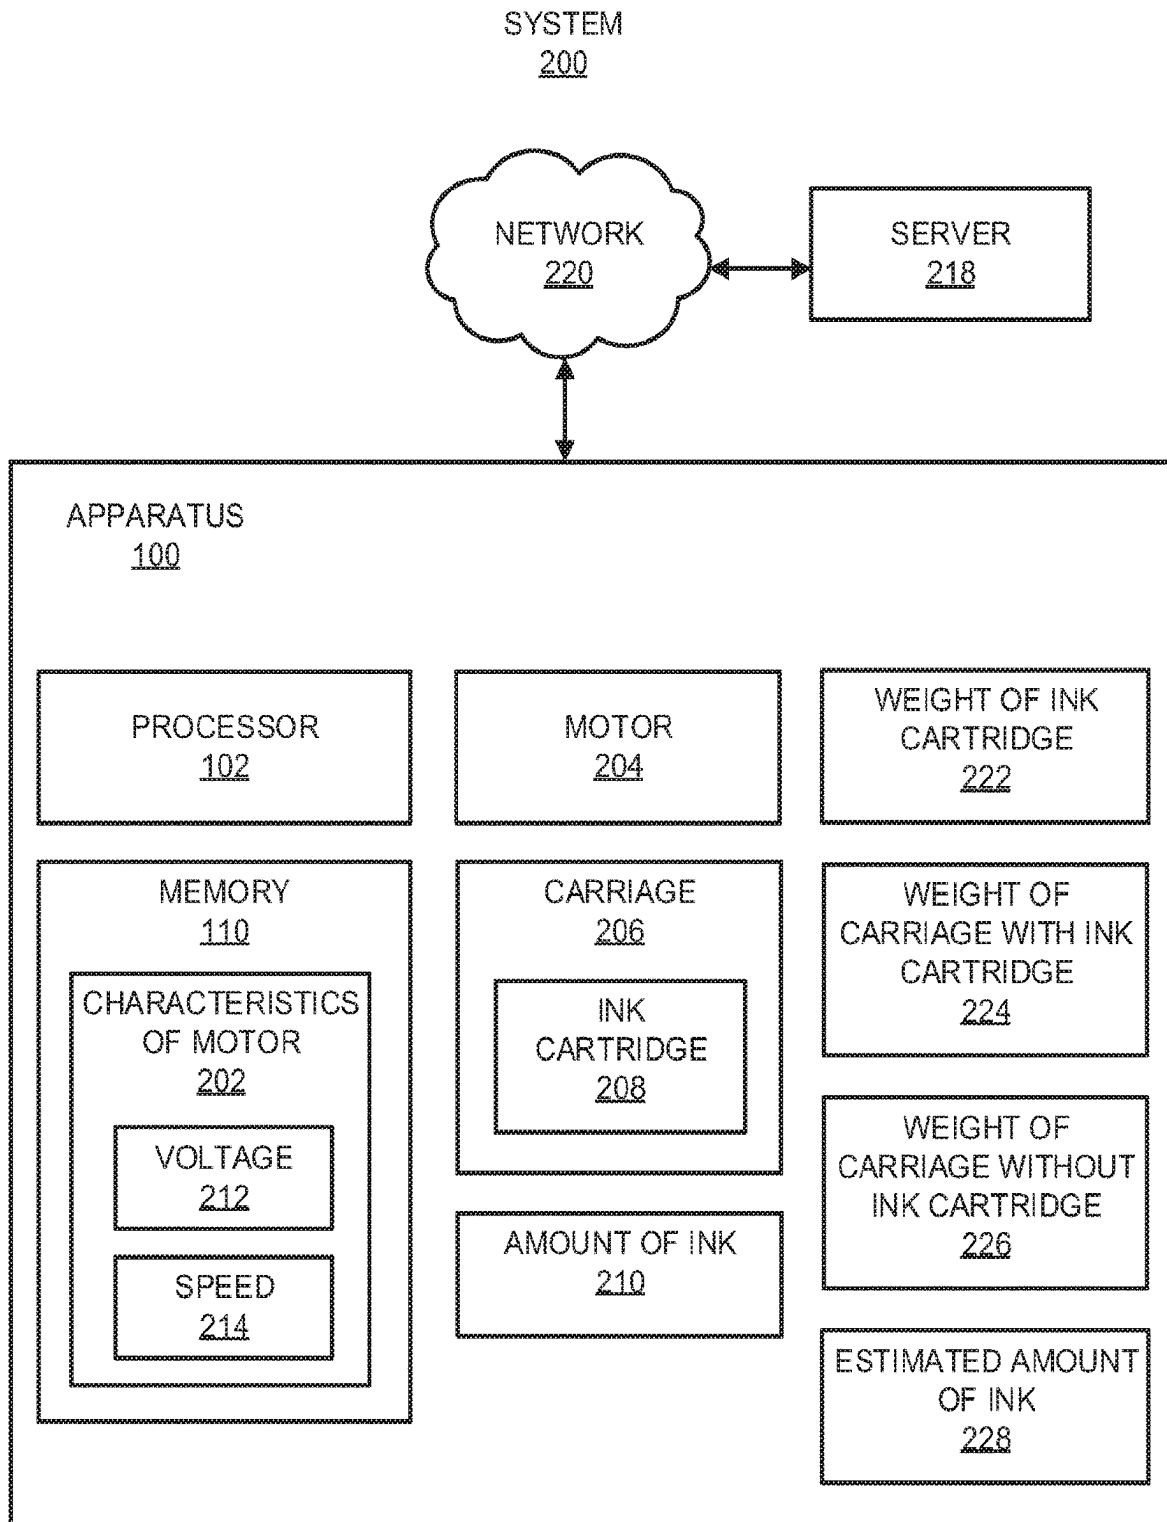 SYSTEM
200
NETWORK
220
SERVER
218
APPARATUS
100
PROCESSOR
102
MOTOR
204
WEIGHT OF INK
CARTRIDGE
222
MEMORY
110
CHARACTERISTICS
OF MOTOR
202
VOLTAGE
212
SPEED
214
CARRIAGE
206
INK
CARTRIDGE
208
AMOUNT OF INK
210
WEIGHT OF
CARRIAGE WITH INK
CARTRIDGE
224
WEIGHT OF
CARRIAGE WITHOUT
INK CARTRIDGE
226
ESTIMATED AMOUNT
OF INK
228